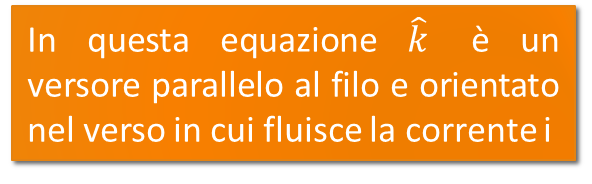 In questa equazione k̂ è un
versore parallelo al filo e orientato
nel verso in cui fluisce la corrente i